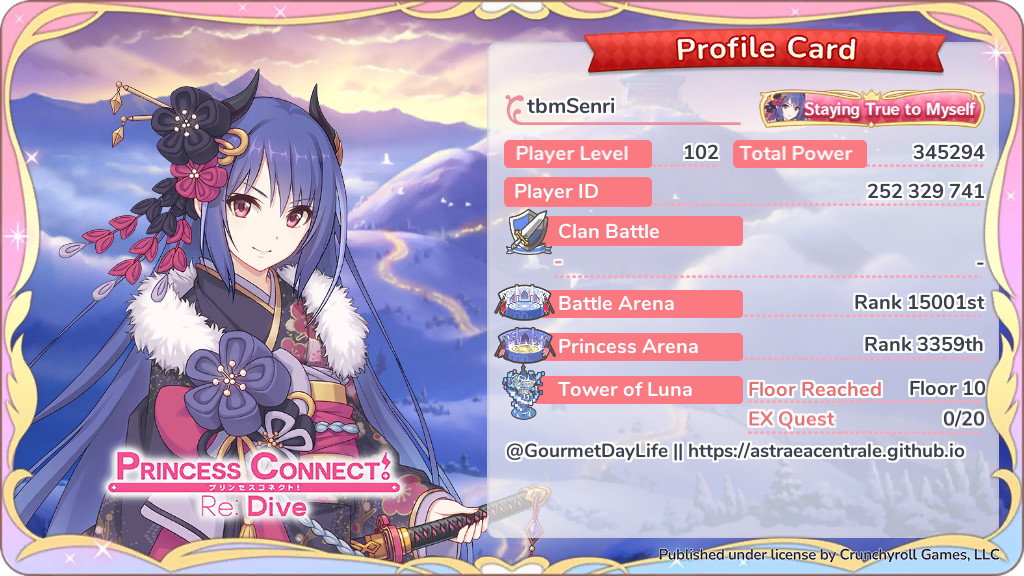 Profile Card
tbmSenri
Staying True to Myself
Player Level 102 Total Power 345294
Player ID 252 329 741
Clan Battle
- -
Battle Arena Rank 15001st
Princess Arena Rank 3359th
Tower of Luna Floor Reached Floor 10
EX Quest 0/20
@GourmetDayLife || https://astraeacentrale.github.io
PRINCESS CONNECT!
プリンセスコネクト!
Re: Dive
Published under license by Crunchyroll Games, LLC